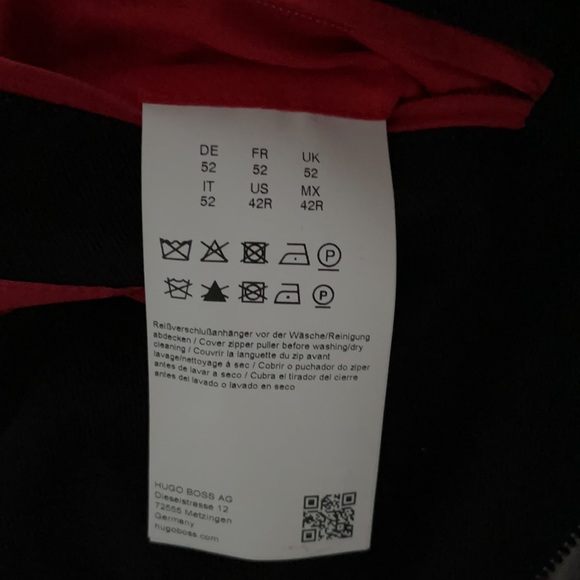 DE FR UK
52 52 52
IT US MX
52 42R 42R
P
P
Reißverschlußanhänger vor der Wäsche/Reinigung
abdecken / Cover zipper puller before washing/dry
cleaning / Couvrir la languette du zip avant
lavage/nettoyage à sec / Cobrir o puchador do ziper
antes de lavar a seco / Cubra el tirador del cierre
antes del lavado o lavado en seco
HUGO BOSS AG
Dieselstrasse 12
72555 Metzingen
Germany
hugoboss.com